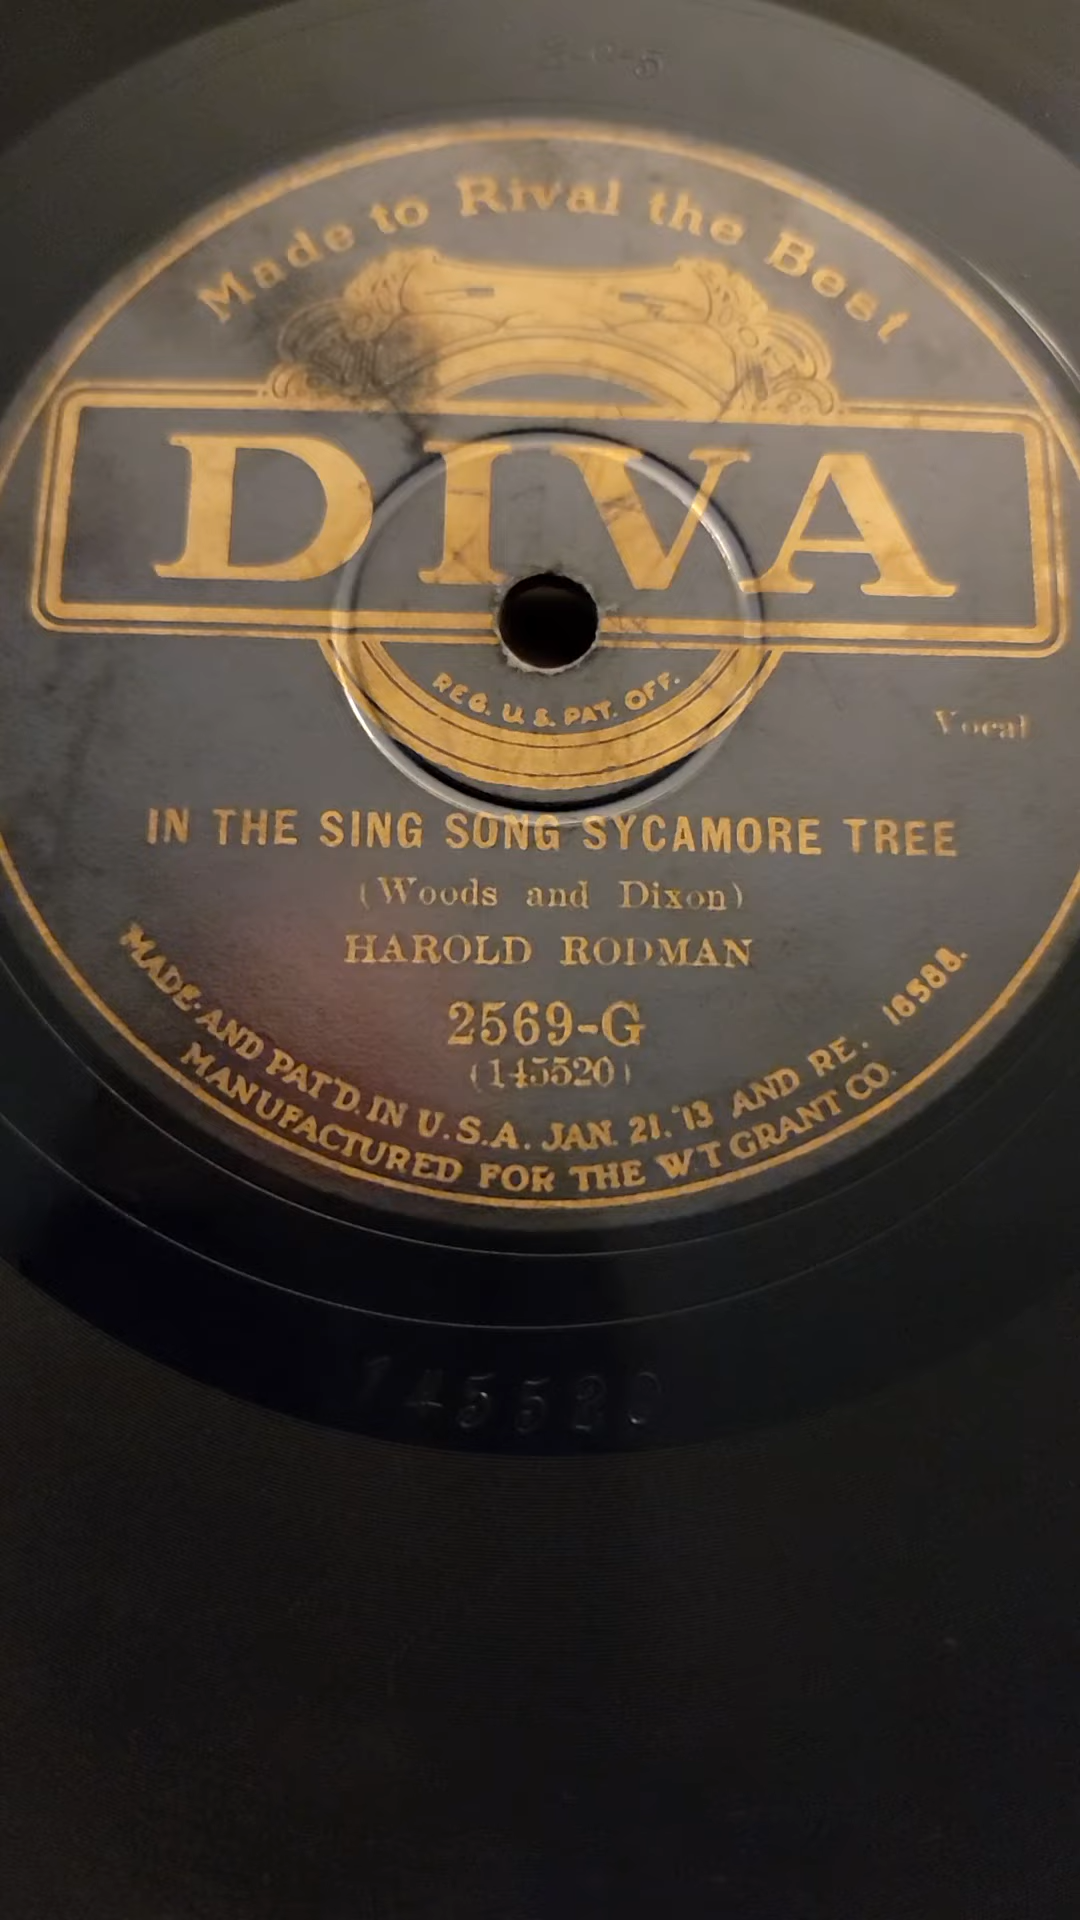 Made to Rival the Best
DIVA
REG. U.S. PAT. OFF.
Vocal
IN THE SING SONG SYCAMORE TREE
(Woods and Dixon)
HAROLD RODMAN
2569-G
(145520)
MADE AND PAT'D. IN U.S.A. JAN. 21. '13 AND RE. 16588.
MANUFACTURED FOR THE W.T. GRANT CO.
145520